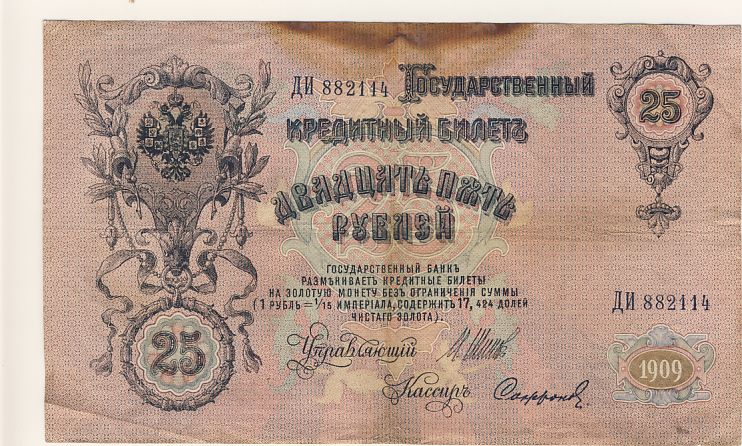 ДИ 882114 Государственный
25
Кредитный Билетъ
Двадцать пять
рублей
Государственный банкъ
размѣниваетъ кредитные билеты
на золотую монету безъ ограниченія суммы
(1 рубль = 1/15 имперіала, содержитъ 17, 424 долей
чистаго золота).
ДИ 882114
25
Управляющій
1909
Кассиръ